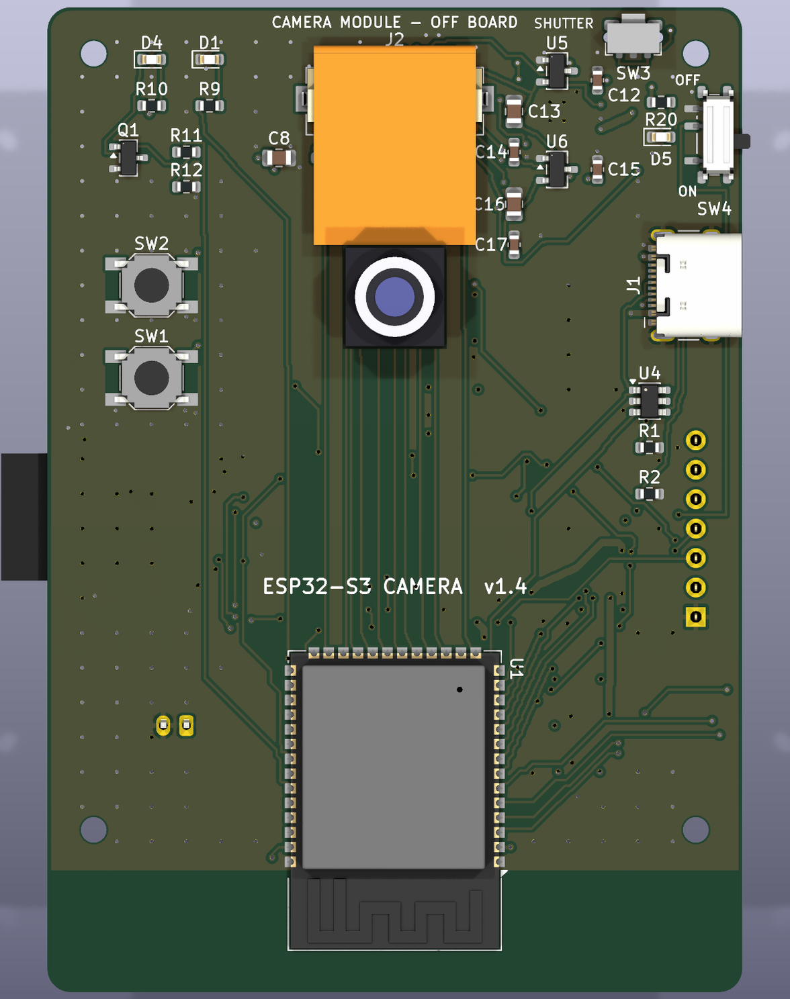 CAMERA MODULE - OFF BOARD
SHUTTER
J2
D4
D1
U5
SW3
OFF
R10
R9
C12
C13
R20
Q1
R11
C8
C14
U6
D5
R12
C15
ON
C16
SW4
SW2
C17
J1
SW1
U4
R1
R2
ESP32-S3 CAMERA v1.4
U1